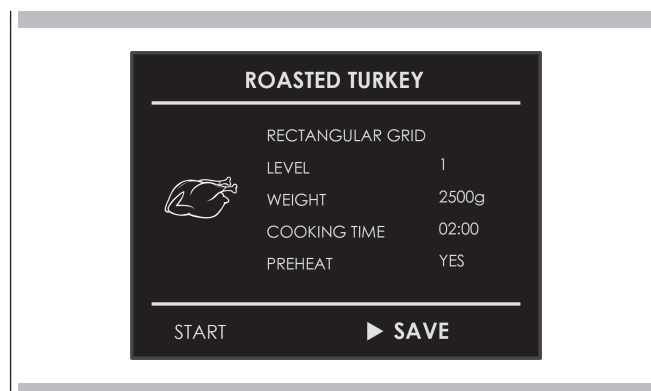 ROASTED TURKEY
RECTANGULAR GRID
LEVEL 1
WEIGHT 2500g
COOKING TIME 02:00
PREHEAT YES
START ▶ SAVE